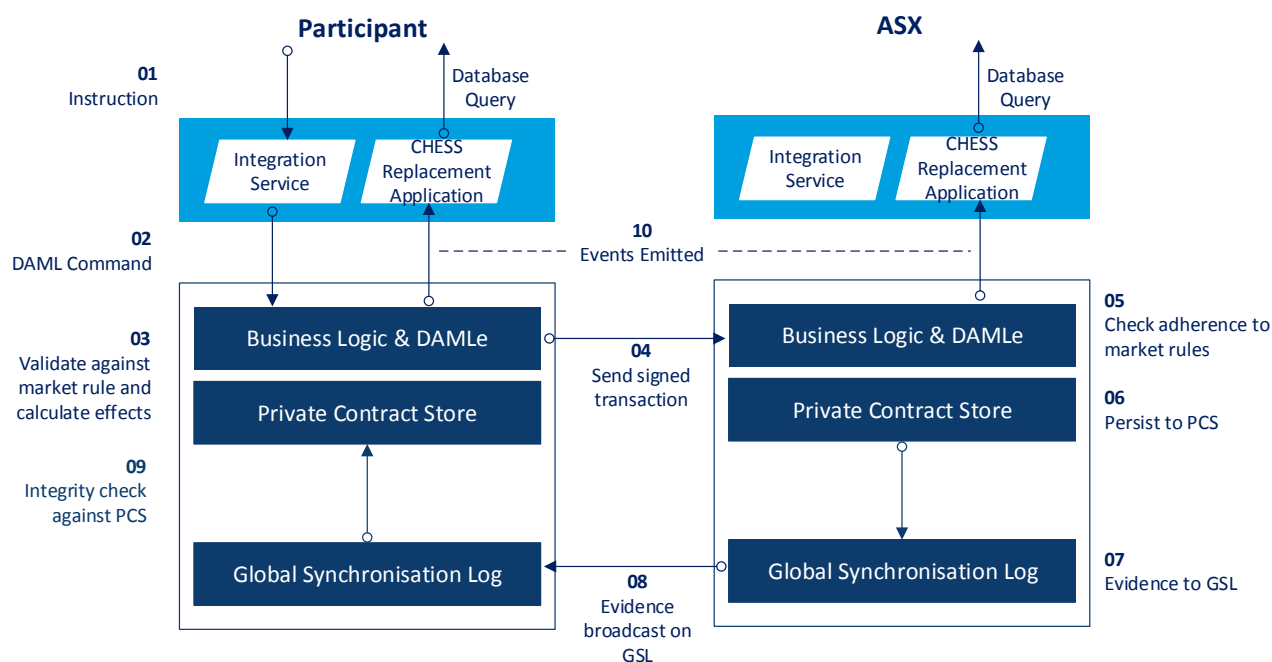 Participant
ASX
01
Instruction
Database
Query
Database
Query
Integration
Service
CHESS
Replacement
Application
Integration
Service
CHESS
Replacement
Application
02
DAML Command
10
Events Emitted
03
Validate against
market rule and
calculate effects
Business Logic & DAMLe
Private Contract Store
04
Send signed
transaction
Business Logic & DAMLe
Private Contract Store
05
Check adherence to
market rules
06
Persist to PCS
09
Integrity check
against PCS
Global Synchronisation Log
08
Evidence
broadcast on
GSL
Global Synchronisation Log
07
Evidence to GSL